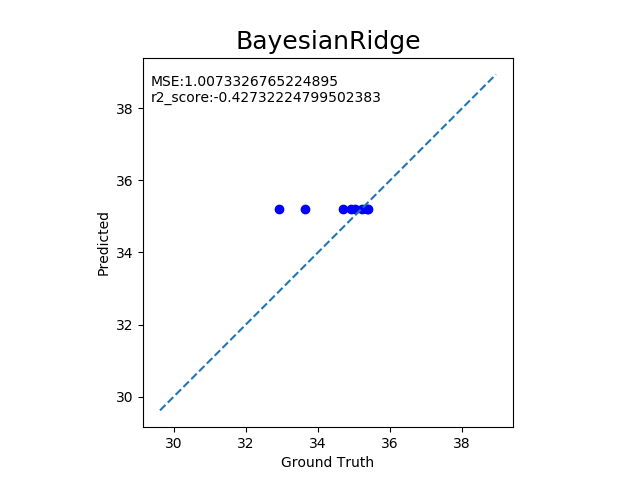 BayesianRidge
MSE:1.0073326765224895
r2_score:-0.42732224799502383
38
36
34
32
30
Predicted
30 32 34 36 38
Ground Truth